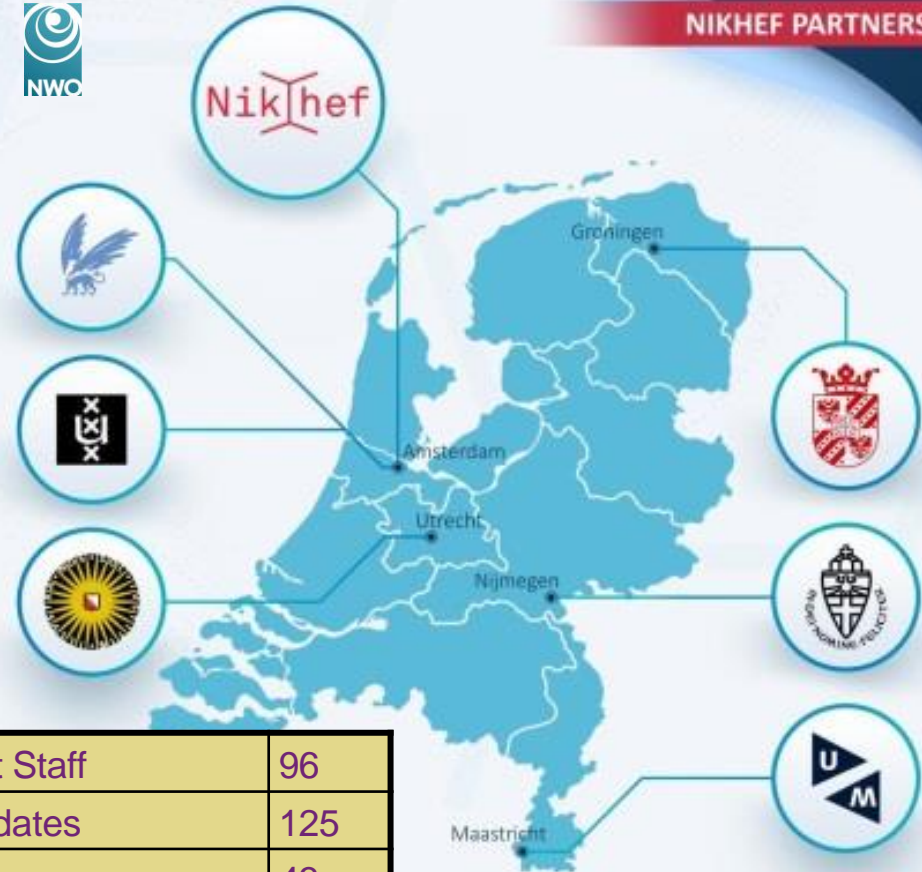 NWO
NIKHEF PARTNERS
Nikhef
Groningen
Amsterdam
Utrecht
Nijmegen
U
M
Maastricht
t Staff 96
dates 125